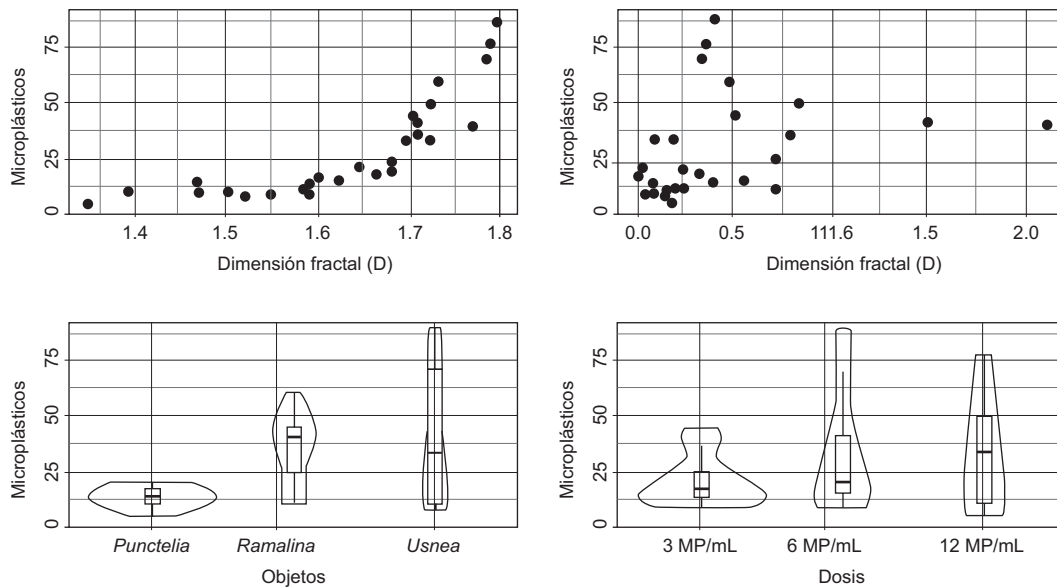 Microplásticos
75
50
25
0
1.4 1.5 1.6 1.7 1.8
Dimensión fractal (D)
Microplásticos
75
50
25
0
0.0 0.5 111.6 1.5 2.0
Dimensión fractal (D)
Microplásticos
75
50
25
0
Punctelia Ramalina Usnea
Objetos
Microplásticos
75
50
25
0
3 MP/mL 6 MP/mL 12 MP/mL
Dosis